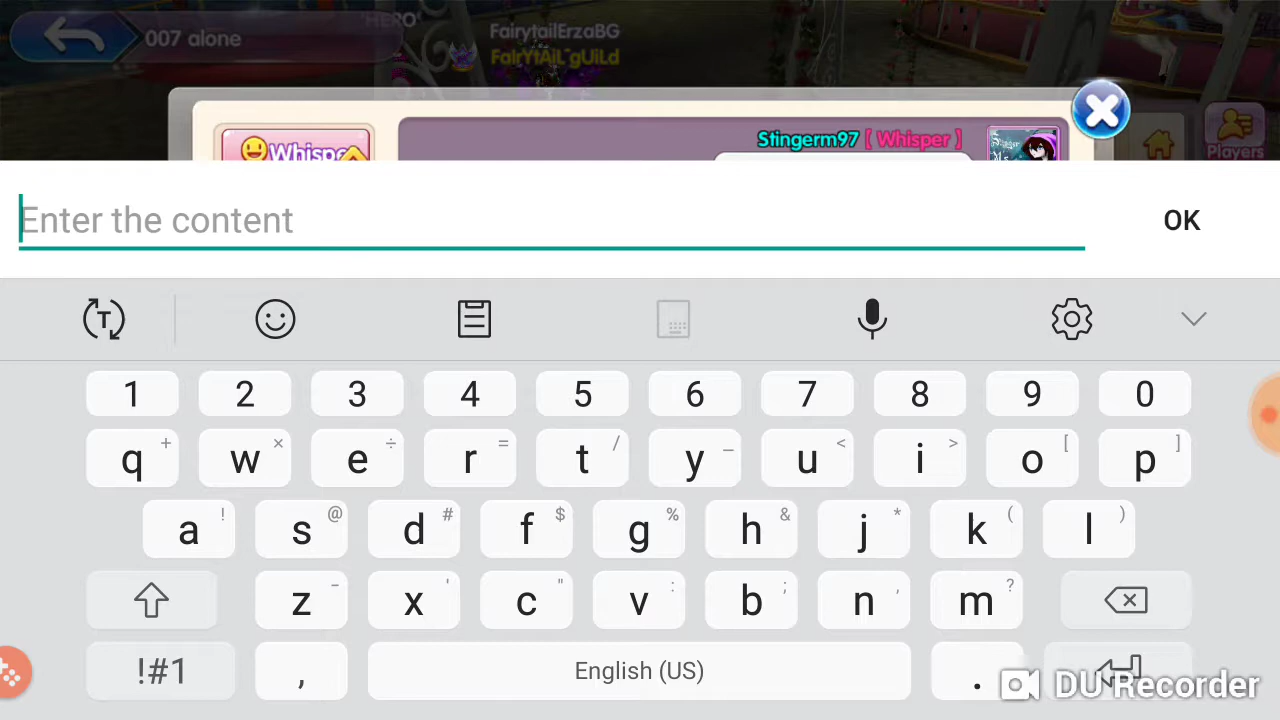 HERO
007 alone
FairytailErzaBG
FaIrYtAiL~gUiLd
Whisp
Stingerm97 [ Whisper ]
Players
Enter the content
OK
T
1 2 3 4 5 6 7 8 9 0
q + w × e ÷ r = t / y _ u < i > o [ p ]
a ! s @ d # f $ g % h & j * k ( l )
z - x ' c " v : b ; n , m ?
!#1 , English (US) .
DU Recorder